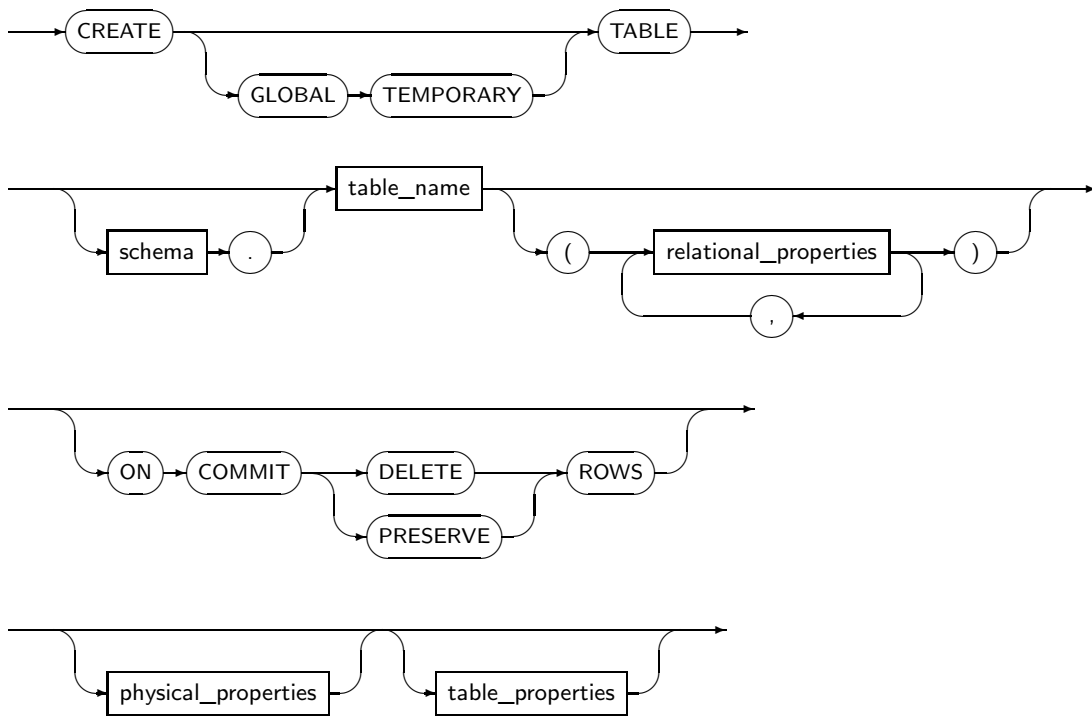 CREATE TABLE
GLOBAL TEMPORARY
table_name
schema . ( relational_properties )
,
ON COMMIT DELETE ROWS
PRESERVE
physical_properties table_properties